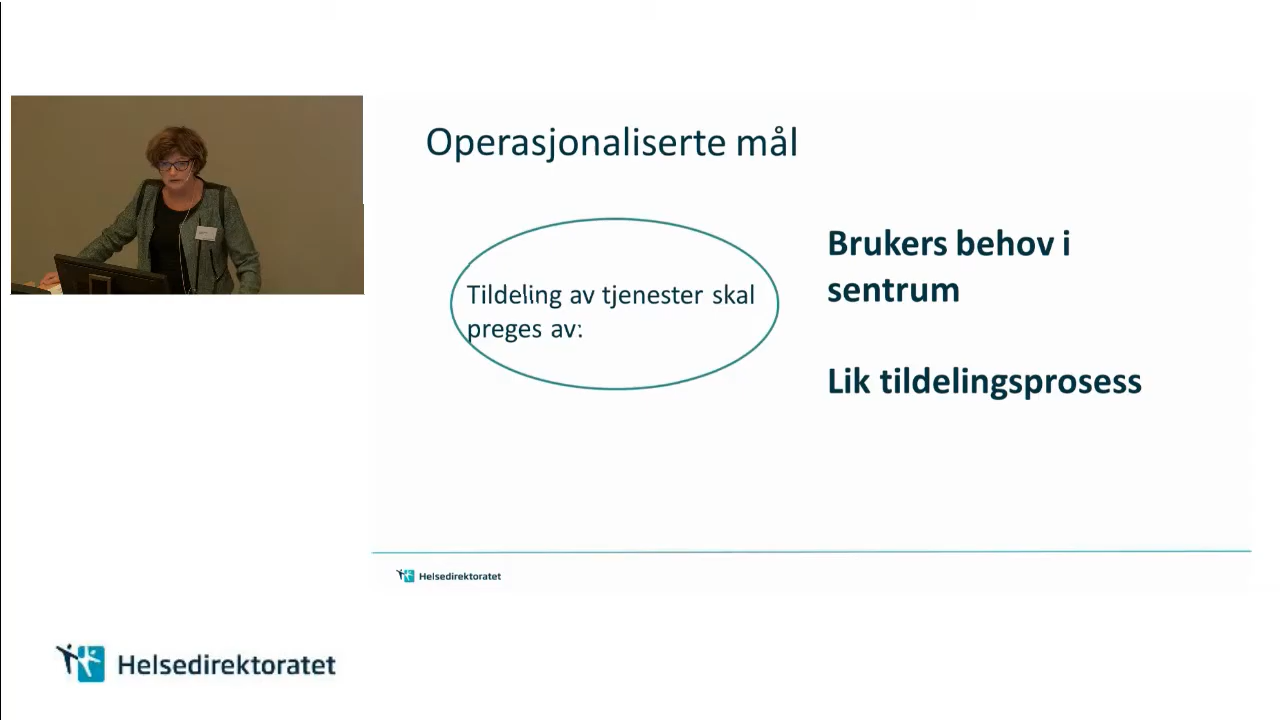 Operasjonaliserte mål
Tildeling av tjenester skal
preges av:
Brukers behov i
sentrum
Lik tildelingsprosess
Helsedirektoratet
Helsedirektoratet